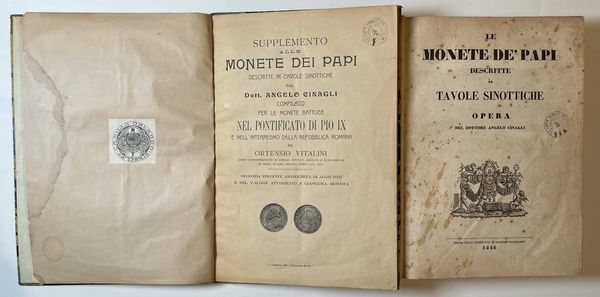 SUPPLEMENTO
ALLE
MONETE DEI PAPI
DESCRITTE IN TAVOLE SINOTTICHE
DAL
Dott. ANGELO CINAGLI
COMPILATO
PER LE MONETE BATTUTE
NEL PONTIFICATO DI PIO IX
E NELL'INTERREGNO DELLA REPUBBLICA ROMANA
DA
ORTENSIO VITALINI
SECONDA EDIZIONE ARRICCHITA DI AGGIUNTE
E DEL VALORE ATTRIBUITO A CIASCUNA MONETA
LE
MONETE DE' PAPI
DESCRITTE
IN
TAVOLE SINOTTICHE
OPERA
DEL DOTTORE ANGELO CINAGLI
1848